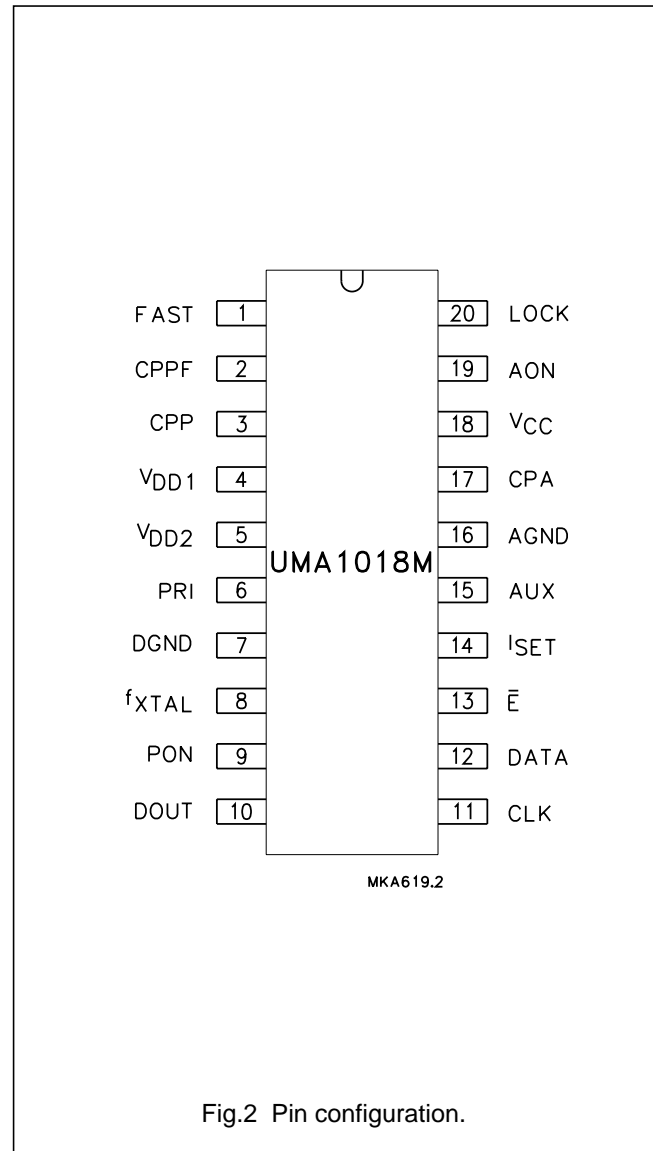 FAST 1 20 LOCK
CPPF 2 19 AON
CPP 3 18 VCC
VDD1 4 17 CPA
VDD2 5 16 AGND
UMA1018M
PRI 6 15 AUX
DGND 7 14 ISET
fXTAL 8 13 E̅
PON 9 12 DATA
DOUT 10 11 CLK
MKA619.2
Fig.2 Pin configuration.